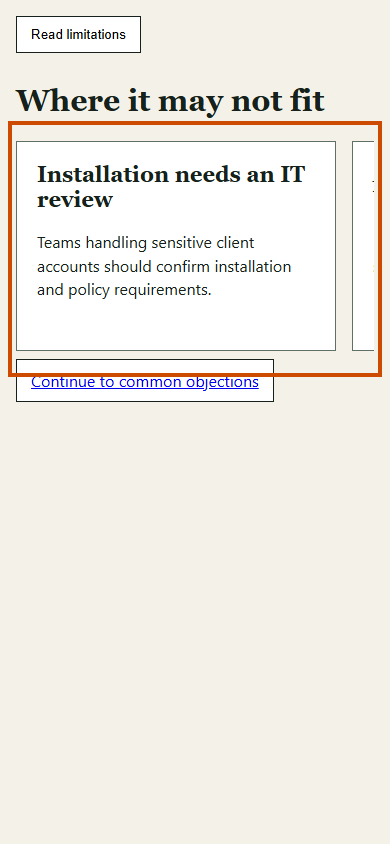 Read limitations
Where it may not fit
Installation needs an IT
review
Teams handling sensitive client
accounts should confirm installation
and policy requirements.
Continue to common objections